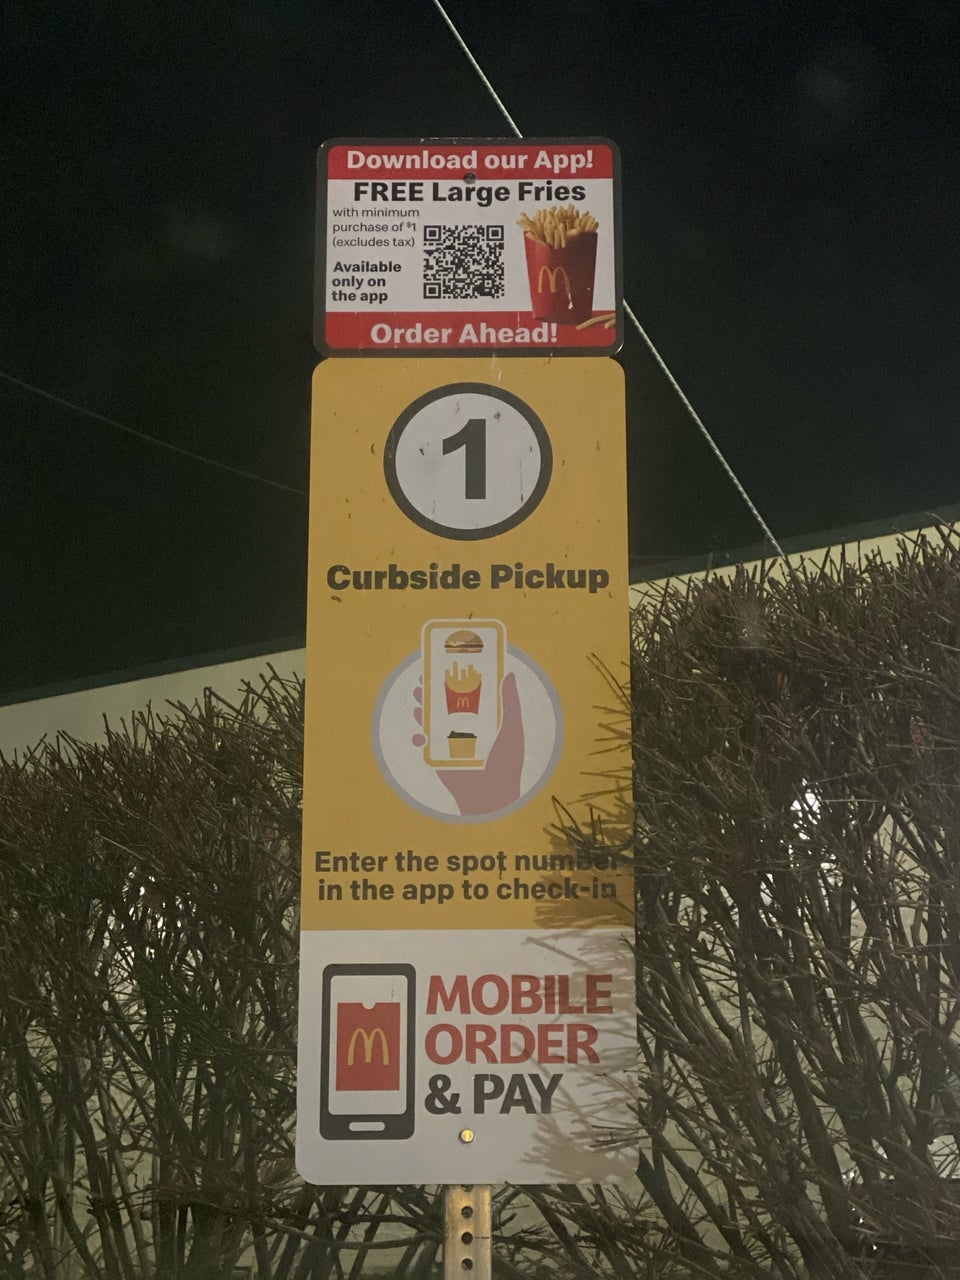 Download our App!
FREE Large Fries
with minimum
purchase of $1
(excludes tax)
Available
only on
the app
Order Ahead!
1
Curbside Pickup
Enter the spot number
in the app to check-in
MOBILE
ORDER
& PAY